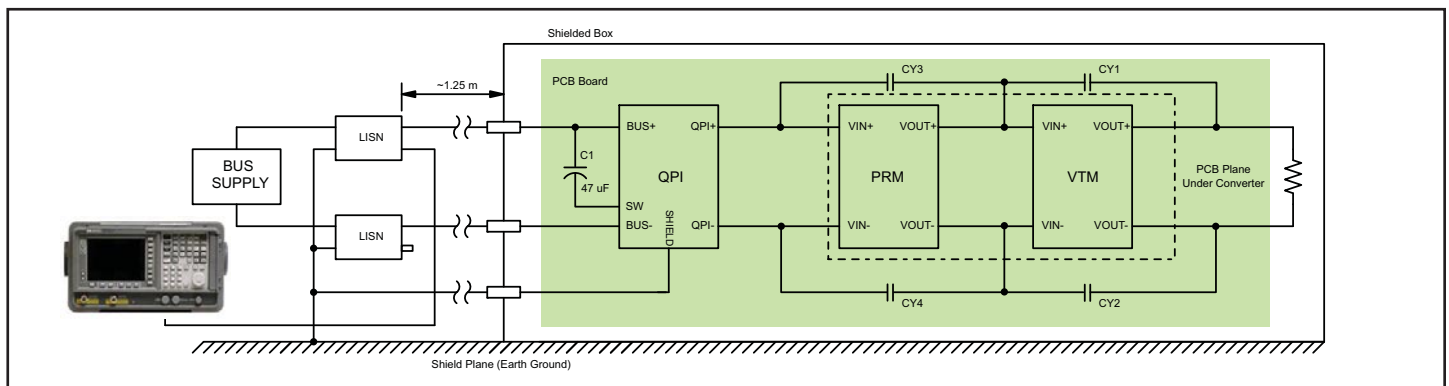 Shielded Box
~1.25 m
PCB Board
CY3
CY1
LISN
BUS+
QPI+
VIN+
VOUT+
VIN+
VOUT+
C1
47 uF
BUS
SUPPLY
QPI
PRM
VTM
PCB Plane
Under Converter
SW
BUS-
SHIELD
QPI-
VIN-
VOUT-
VIN-
VOUT-
LISN
CY4
CY2
Shield Plane (Earth Ground)